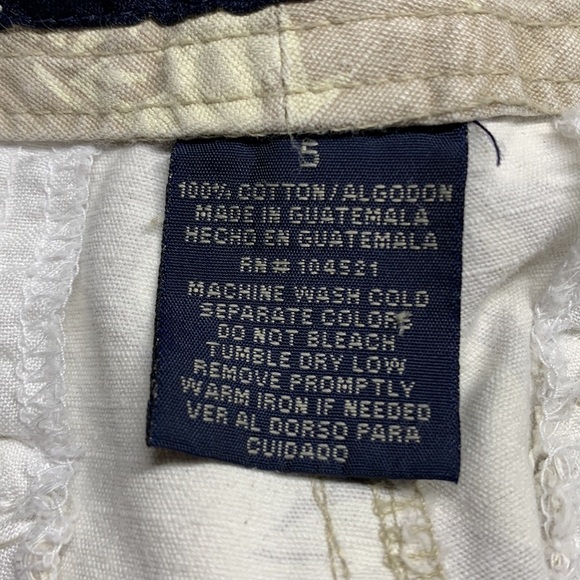 6
100% COTTON/ALGODON
MADE IN GUATEMALA
HECHO EN GUATEMALA
RN# 104521
MACHINE WASH COLD
SEPARATE COLORS
DO NOT BLEACH
TUMBLE DRY LOW
REMOVE PROMPTLY
WARM IRON IF NEEDED
VER AL DORSO PARA
CUIDADO